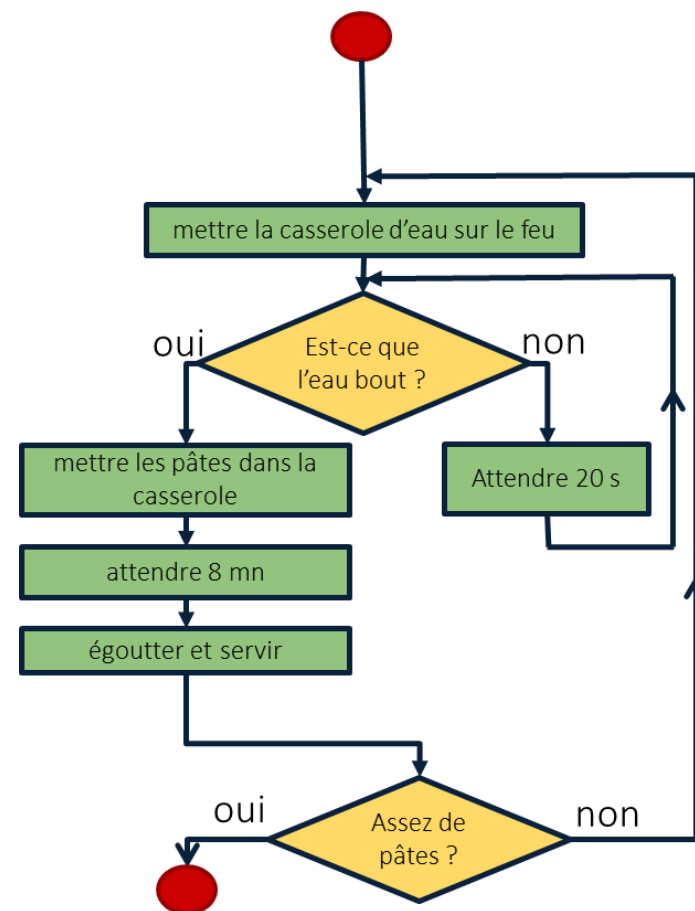 mettre la casserole d'eau sur le feu
oui
Est-ce que
l'eau bout ?
non
mettre les pâtes dans la
casserole
Attendre 20 s
attendre 8 mn
égoutter et servir
oui
Assez de
pâtes ?
non